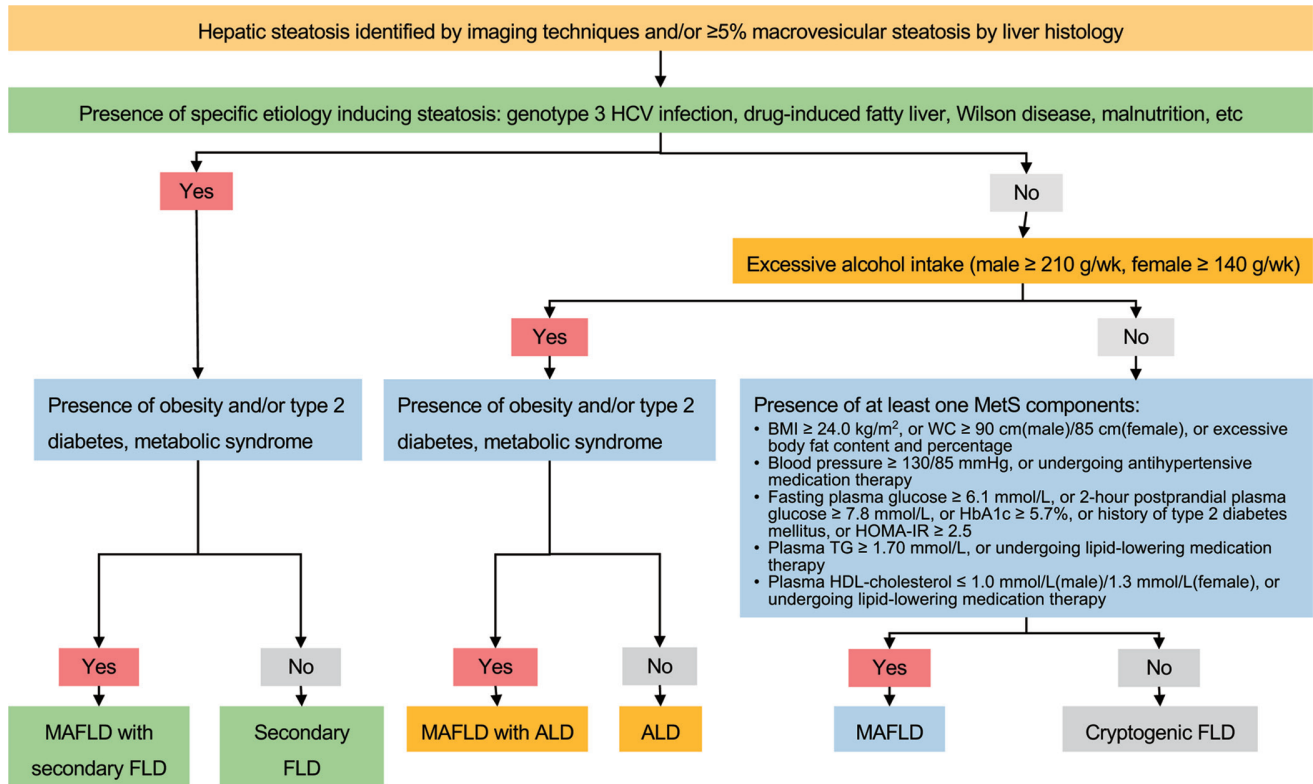 Hepatic steatosis identified by imaging techniques and/or ≥5% macrovesicular steatosis by liver histology
Presence of specific etiology inducing steatosis: genotype 3 HCV infection, drug-induced fatty liver, Wilson disease, malnutrition, etc
Yes
No
Excessive alcohol intake (male ≥ 210 g/wk, female ≥ 140 g/wk)
Yes
No
Presence of obesity and/or type 2
diabetes, metabolic syndrome
Presence of obesity and/or type 2
diabetes, metabolic syndrome
Presence of at least one MetS components:
• BMI ≥ 24.0 kg/m², or WC ≥ 90 cm(male)/85 cm(female), or excessive
body fat content and percentage
• Blood pressure ≥ 130/85 mmHg, or undergoing antihypertensive
medication therapy
• Fasting plasma glucose ≥ 6.1 mmol/L, or 2-hour postprandial plasma
glucose ≥ 7.8 mmol/L, or HbA1c ≥ 5.7%, or history of type 2 diabetes
mellitus, or HOMA-IR ≥ 2.5
• Plasma TG ≥ 1.70 mmol/L, or undergoing lipid-lowering medication
therapy
• Plasma HDL-cholesterol ≤ 1.0 mmol/L(male)/1.3 mmol/L(female), or
undergoing lipid-lowering medication therapy
Yes
No
Yes
No
Yes
No
MAFLD with
secondary FLD
Secondary
FLD
MAFLD with ALD
ALD
MAFLD
Cryptogenic FLD